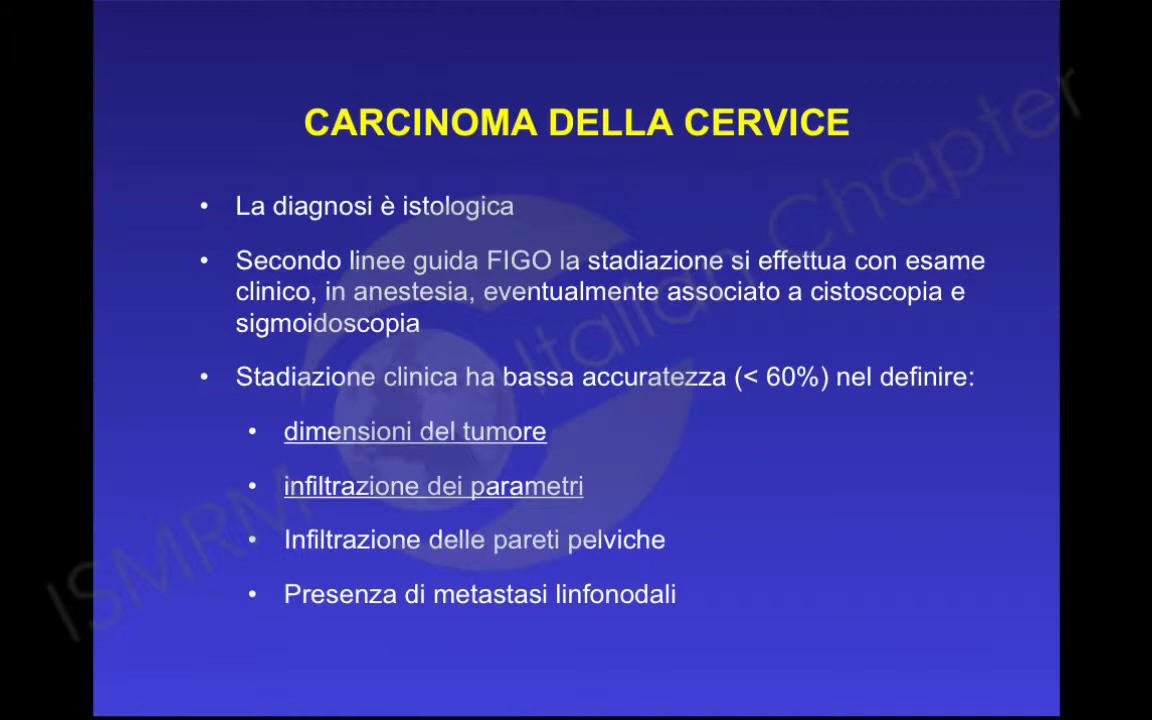 CARCINOMA DELLA CERVICE
• La diagnosi è istologica
• Secondo linee guida FIGO la stadiazione si effettua con esame
clinico, in anestesia, eventualmente associato a cistoscopia e
sigmoidoscopia
• Stadiazione clinica ha bassa accuratezza (< 60%) nel definire:
• dimensioni del tumore
• infiltrazione dei parametri
• Infiltrazione delle pareti pelviche
• Presenza di metastasi linfonodali
ISMRM Italian Chapter